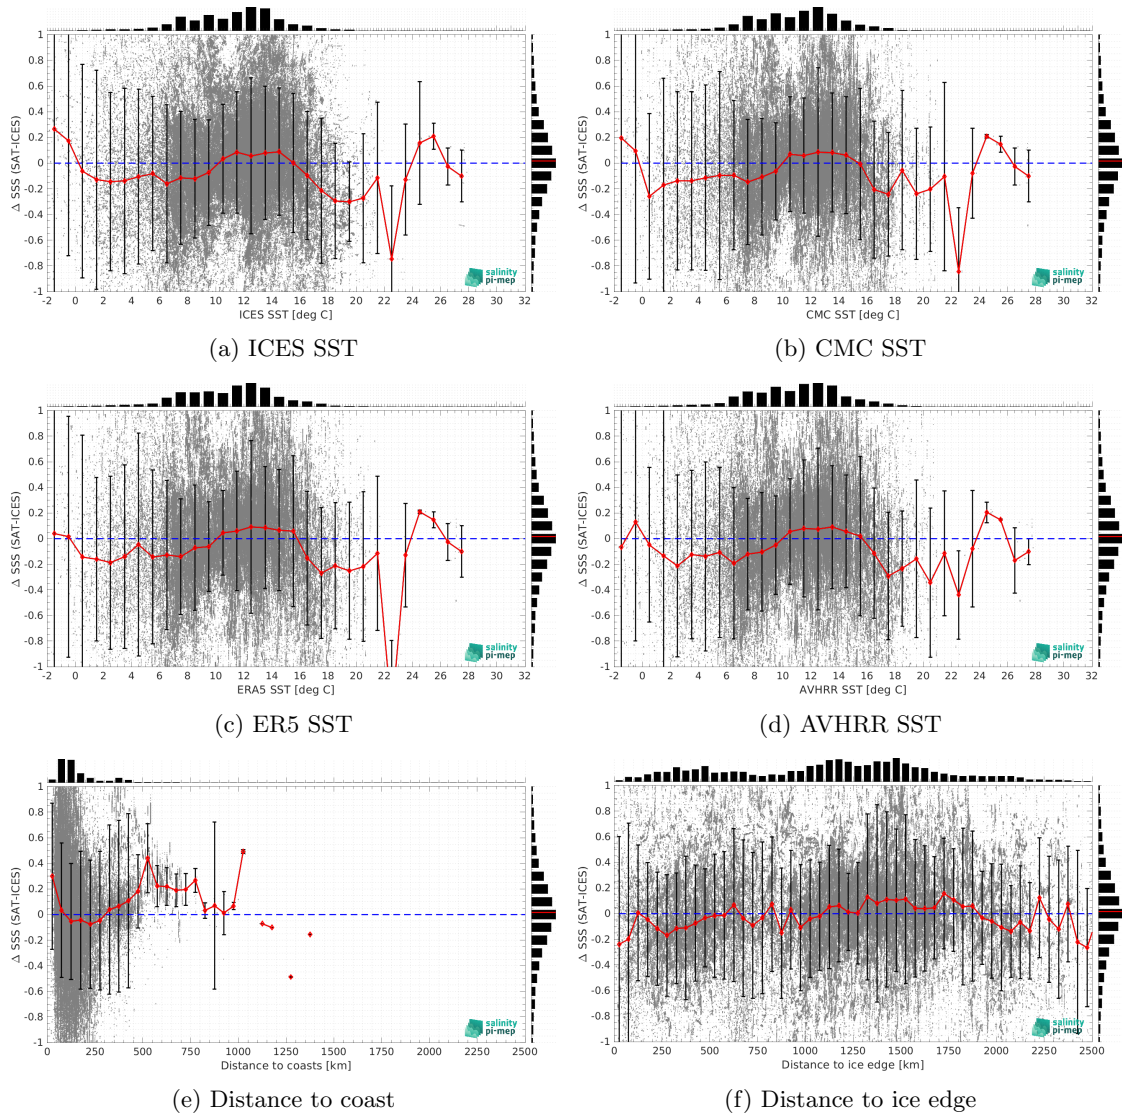 1
0.8
0.6
0.4
0.2
0
-0.2
-0.4
-0.6
-0.8
-1
Δ SSS (SAT-ICES)
-2 0 2 4 6 8 10 12 14 16 18 20 22 24 26 28 30 32
ICES SST [deg C]
salinity
pi-mep
(a) ICES SST
1
0.8
0.6
0.4
0.2
0
-0.2
-0.4
-0.6
-0.8
-1
Δ SSS (SAT-ICES)
-2 0 2 4 6 8 10 12 14 16 18 20 22 24 26 28 30 32
CMC SST [deg C]
salinity
pi-mep
(b) CMC SST
1
0.8
0.6
0.4
0.2
0
-0.2
-0.4
-0.6
-0.8
-1
Δ SSS (SAT-ICES)
-2 0 2 4 6 8 10 12 14 16 18 20 22 24 26 28 30 32
ERA5 SST [deg C]
salinity
pi-mep
(c) ER5 SST
1
0.8
0.6
0.4
0.2
0
-0.2
-0.4
-0.6
-0.8
-1
Δ SSS (SAT-ICES)
-2 0 2 4 6 8 10 12 14 16 18 20 22 24 26 28 30 32
AVHRR SST [deg C]
salinity
pi-mep
(d) AVHRR SST
1
0.8
0.6
0.4
0.2
0
-0.2
-0.4
-0.6
-0.8
-1
Δ SSS (SAT-ICES)
0 250 500 750 1000 1250 1500 1750 2000 2250 2500
Distance to coasts [km]
salinity
pi-mep
(e) Distance to coast
1
0.8
0.6
0.4
0.2
0
-0.2
-0.4
-0.6
-0.8
-1
Δ SSS (SAT-ICES)
0 250 500 750 1000 1250 1500 1750 2000 2250 2500
Distance to ice edge [km]
salinity
pi-mep
(f) Distance to ice edge